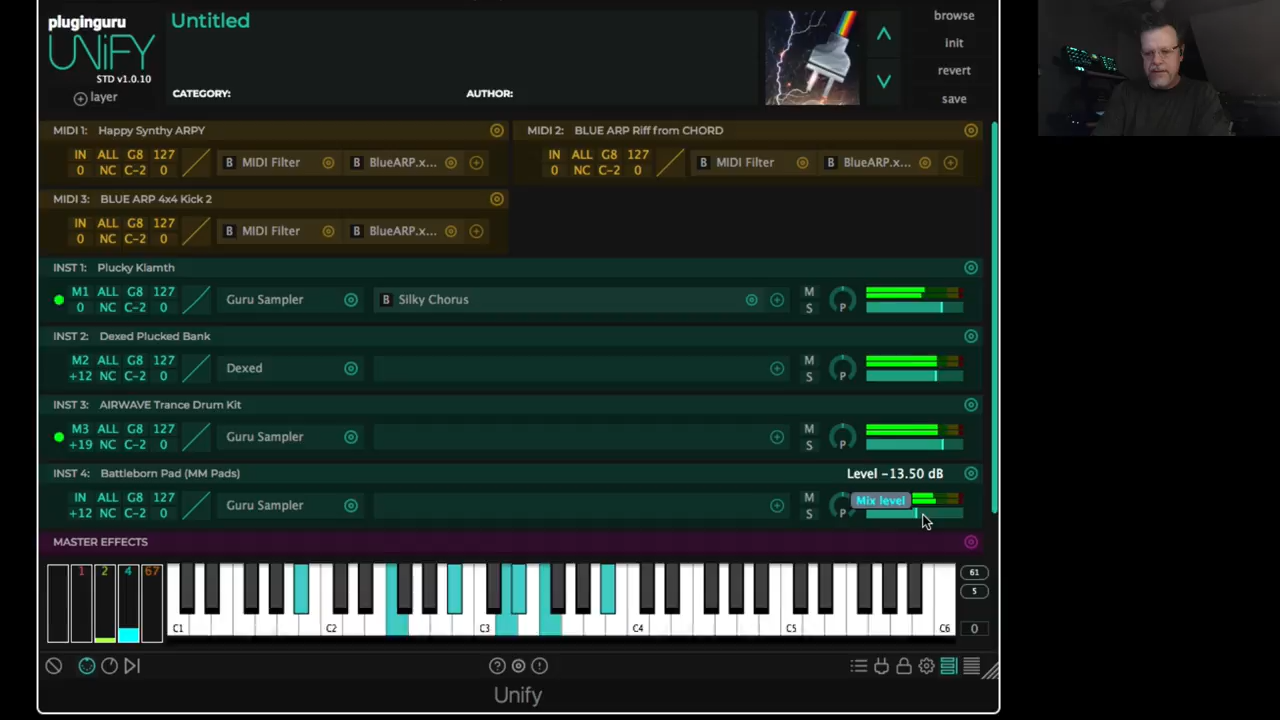 pluginguru
UNiFY
STD v1.0.10
layer
Untitled
CATEGORY:
AUTHOR:
browse
init
revert
save
MIDI 1: Happy Synthy ARPY
IN ALL G8 127
0 NC C-2 0
B MIDI Filter
B BlueARP.x...
MIDI 2: BLUE ARP Riff from CHORD
IN ALL G8 127
0 NC C-2 0
B MIDI Filter
B BlueARP.x...
MIDI 3: BLUE ARP 4x4 Kick 2
IN ALL G8 127
0 NC C-2 0
B MIDI Filter
B BlueARP.x...
INST 1: Plucky Klamth
M1 ALL G8 127
0 NC C-2 0
Guru Sampler
B Silky Chorus
M
S
P
INST 2: Dexed Plucked Bank
M2 ALL G8 127
+12 NC C-2 0
Dexed
M
S
P
INST 3: AIRWAVE Trance Drum Kit
M3 ALL G8 127
+19 NC C-2 0
Guru Sampler
M
S
P
INST 4: Battleborn Pad (MM Pads)
Level -13.50 dB
IN ALL G8 127
+12 NC C-2 0
Guru Sampler
M
S
P
Mix level
MASTER EFFECTS
1 2 4 67
C1 C2 C3 C4 C5 C6
61
5
0
Unify